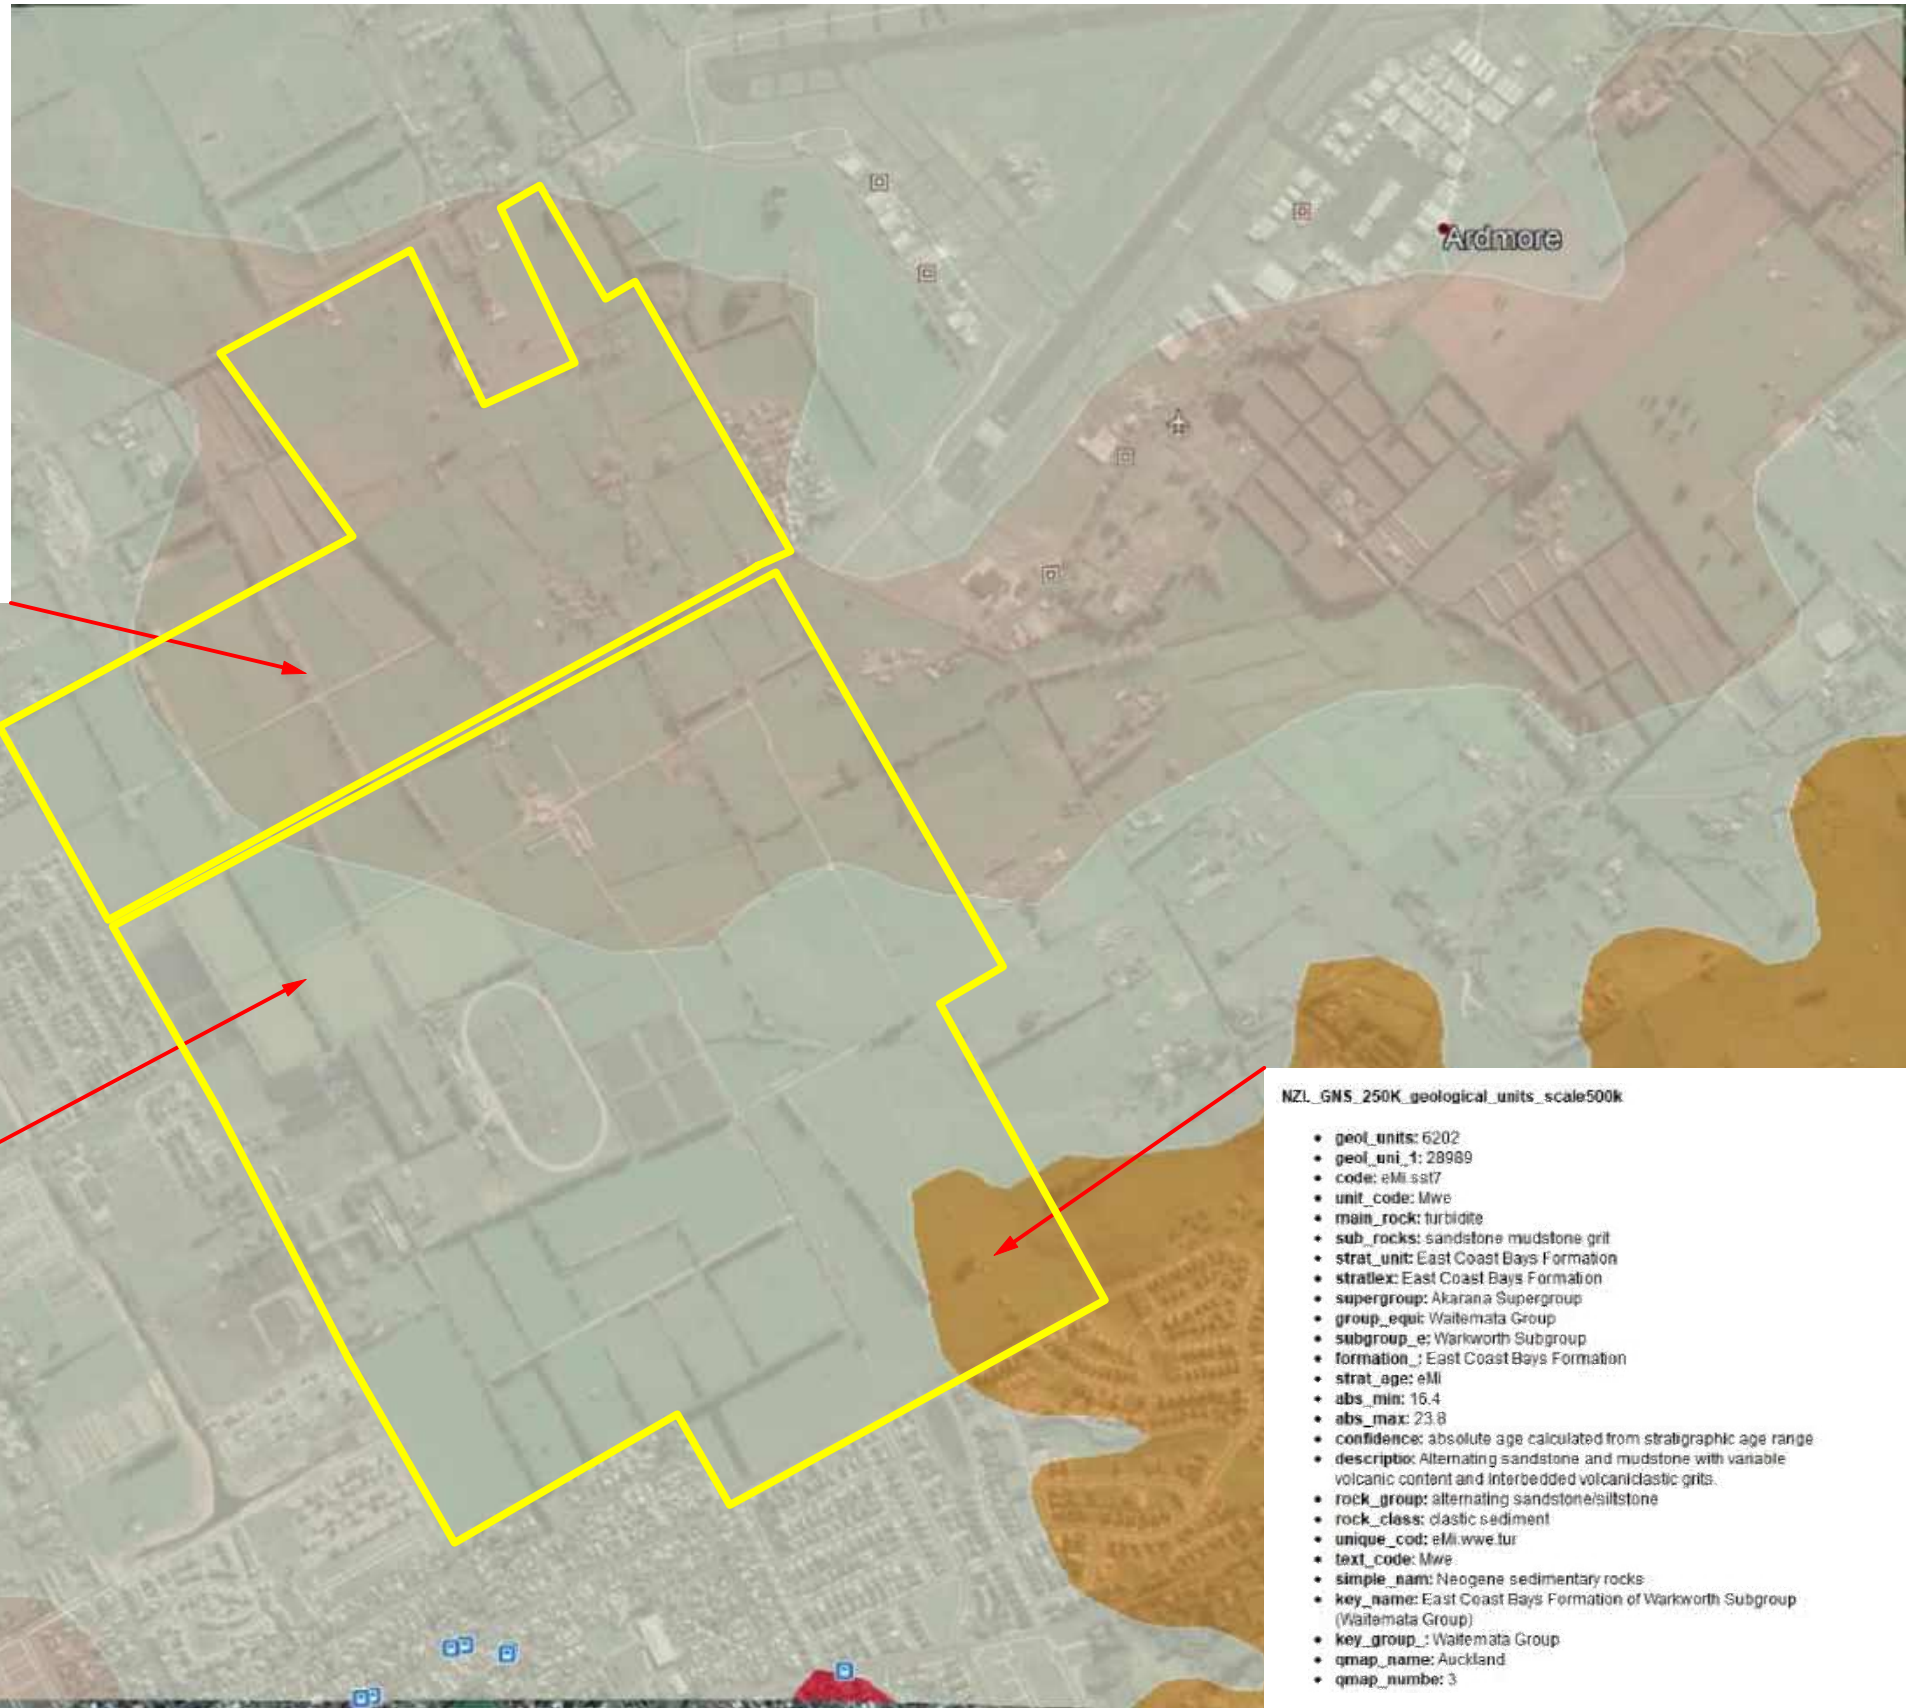 Ardmore
NZL_GNS_250K_geological_units_scale500k
• geol_units: 6202
• geol_uni_1: 28989
• code: eMi.sst7
• unit_code: Mwe
• main_rock: turbidite
• sub_rocks: sandstone mudstone grit
• strat_unit: East Coast Bays Formation
• stratlex: East Coast Bays Formation
• supergroup: Akarana Supergroup
• group_equi: Waitemata Group
• subgroup_e: Warkworth Subgroup
• formation_: East Coast Bays Formation
• strat_age: eMi
• abs_min: 16.4
• abs_max: 23.8
• confidence: absolute age calculated from stratigraphic age range
• descriptio: Alternating sandstone and mudstone with variable
volcanic content and interbedded volcaniclastic grits.
• rock_group: alternating sandstone/siltstone
• rock_class: clastic sediment
• unique_cod: eMi.wwe.tur
• text_code: Mwe
• simple_nam: Neogene sedimentary rocks
• key_name: East Coast Bays Formation of Warkworth Subgroup
(Waitemata Group)
• key_group_: Waitemata Group
• qmap_name: Auckland
• qmap_numbe: 3